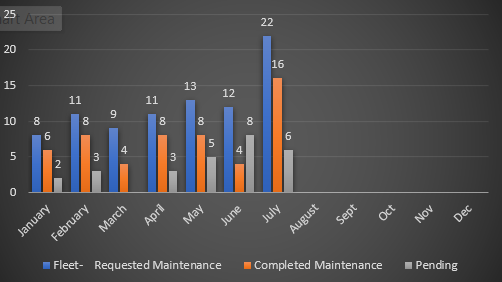 25
Chart Area
20
15
10
5
0
8 6 2
11 8 3
9 4
11 8 3
13 8 5
12 4 8
22 16 6
January February March April May June July August Sept Oct Nov Dec
Fleet- Requested Maintenance Completed Maintenance Pending